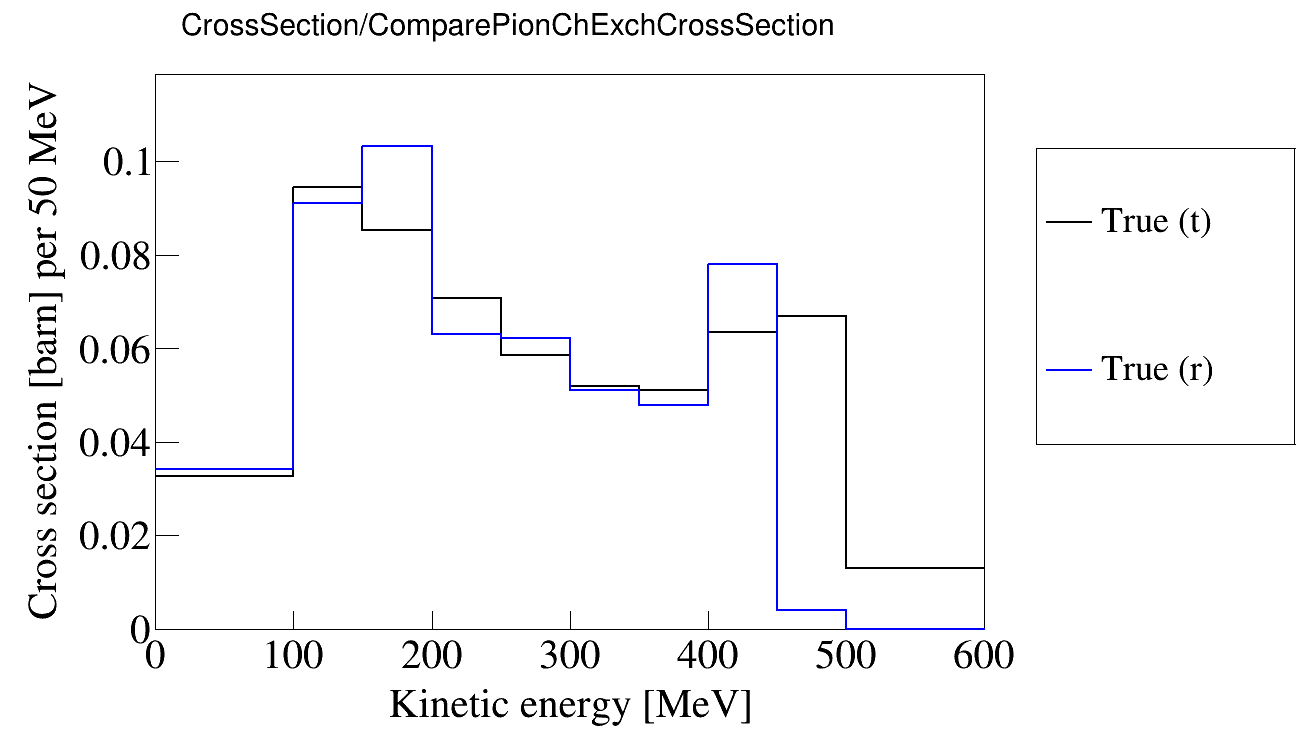 CrossSection/ComparePionChExchCrossSection
Cross section [barn] per 50 MeV
0.1
0.08
0.06
0.04
0.02
0
0 100 200 300 400 500 600
Kinetic energy [MeV]
True (t)
True (r)